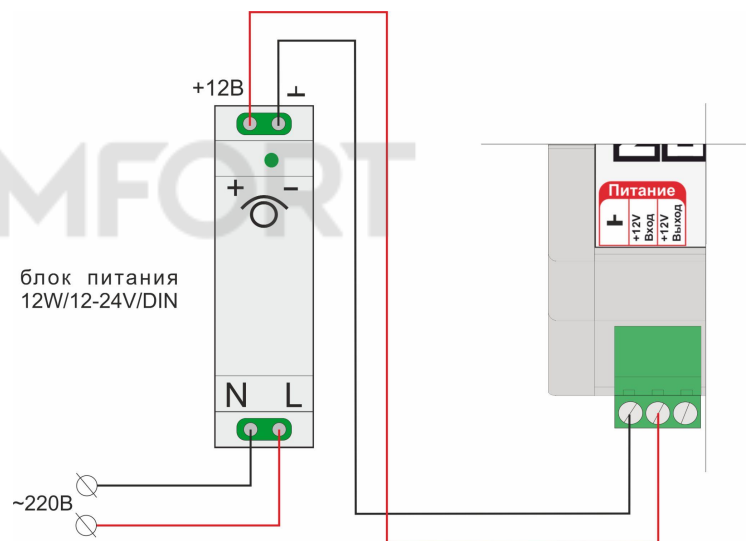 +12В
MFORT
+ −
Питание
+12V
Вход
+12V
Выход
блок питания
12W/12-24V/DIN
N L
~220В